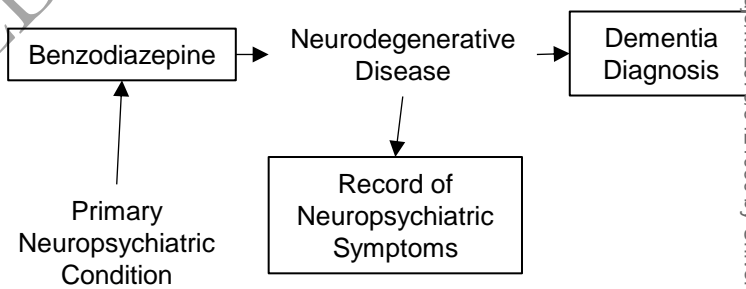 Benzodiazepine
Neurodegenerative
Disease
Dementia
Diagnosis
Record of
Neuropsychiatric
Symptoms
Primary
Neuropsychiatric
Condition